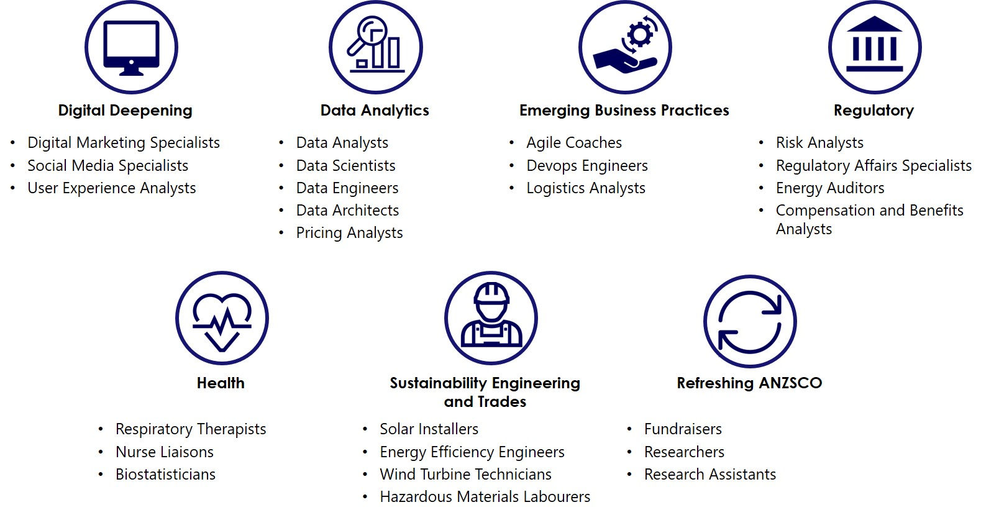 Digital Deepening
• Digital Marketing Specialists
• Social Media Specialists
• User Experience Analysts
Data Analytics
• Data Analysts
• Data Scientists
• Data Engineers
• Data Architects
• Pricing Analysts
Emerging Business Practices
• Agile Coaches
• Devops Engineers
• Logistics Analysts
Regulatory
• Risk Analysts
• Regulatory Affairs Specialists
• Energy Auditors
• Compensation and Benefits
Analysts
Health
• Respiratory Therapists
• Nurse Liaisons
• Biostatisticians
Sustainability Engineering
and Trades
• Solar Installers
• Energy Efficiency Engineers
• Wind Turbine Technicians
• Hazardous Materials Labourers
Refreshing ANZSCO
• Fundraisers
• Researchers
• Research Assistants